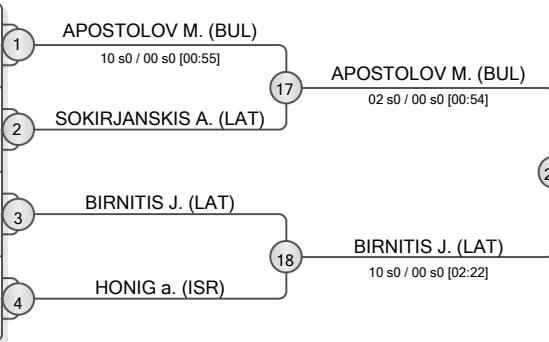 1
APOSTOLOV M. (BUL)
10 s0 / 00 s0 [00:55]
17
APOSTOLOV M. (BUL)
02 s0 / 00 s0 [00:54]
2
SOKIRJANSKIS A. (LAT)
3
BIRNITIS J. (LAT)
18
BIRNITIS J. (LAT)
10 s0 / 00 s0 [02:22]
4
HONIG a. (ISR)